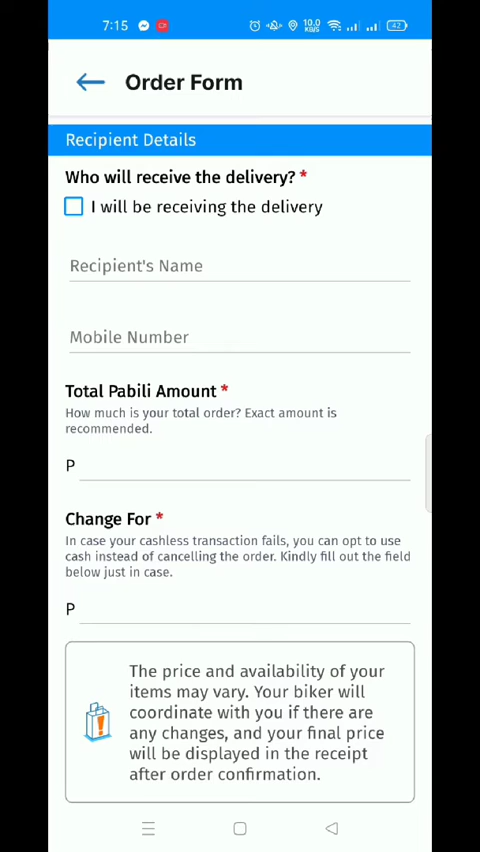 7:15
10.0
KB/S
42
Order Form
Recipient Details
Who will receive the delivery? *
I will be receiving the delivery
Recipient's Name
Mobile Number
Total Pabili Amount *
How much is your total order? Exact amount is
recommended.
P
Change For *
In case your cashless transaction fails, you can opt to use
cash instead of cancelling the order. Kindly fill out the field
below just in case.
P
The price and availability of your
items may vary. Your biker will
coordinate with you if there are
any changes, and your final price
will be displayed in the receipt
after order confirmation.